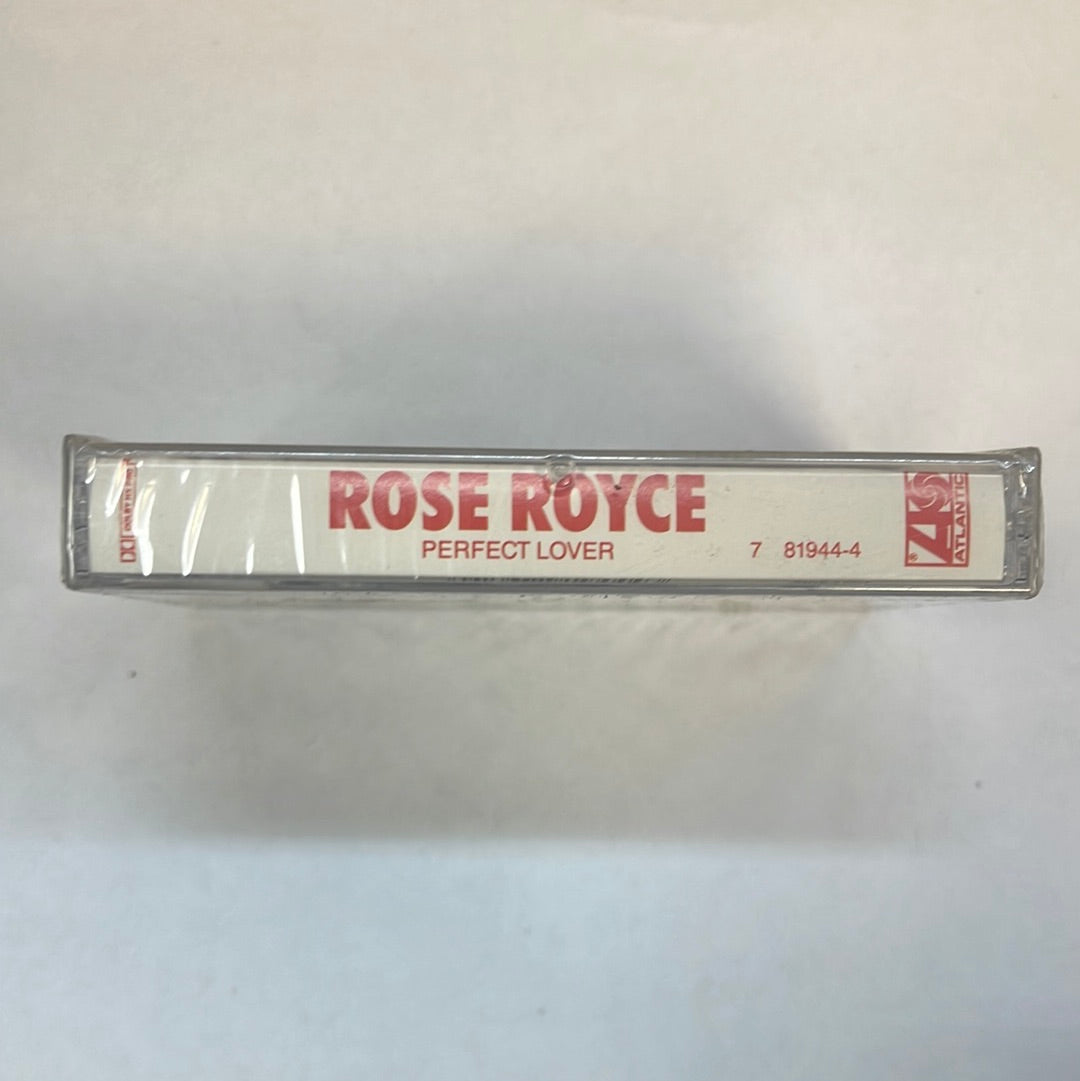 ROSE ROYCE
PERFECT LOVER
7 81944-4
®
ATLANTIC